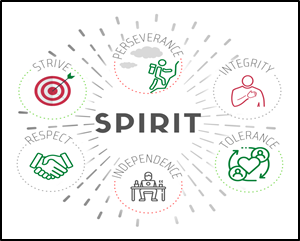 PERSEVERANCE
STRIVE
INTEGRITY
SPIRIT
RESPECT
TOLERANCE
INDEPENDENCE